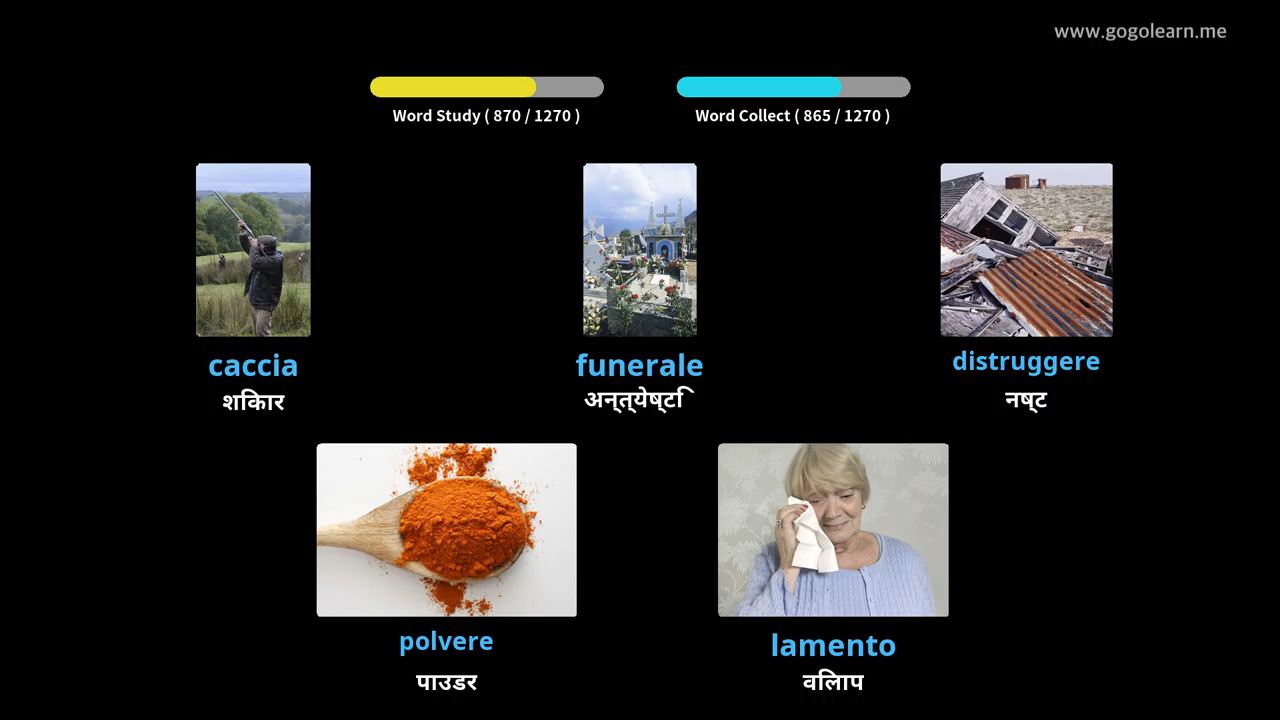 www.gogolearn.me
Word Study ( 870 / 1270 )
Word Collect ( 865 / 1270 )
caccia
शिकार
funerale
अन्त्येष्टि
distruggere
नष्ट
polvere
पाउडर
lamento
विलाप